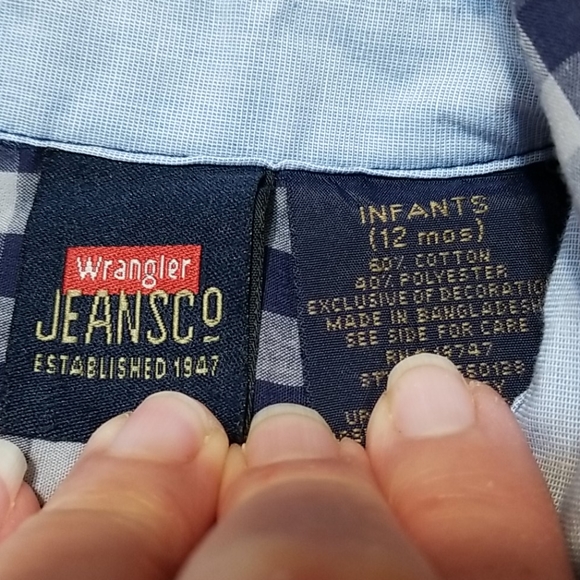 Wrangler
JEANSCO
ESTABLISHED 1947
INFANTS
(12 mos)
60% COTTON
40% POLYESTER
EXCLUSIVE OF DECORATIO
MADE IN BANGLADESH
SEE SIDE FOR CARE